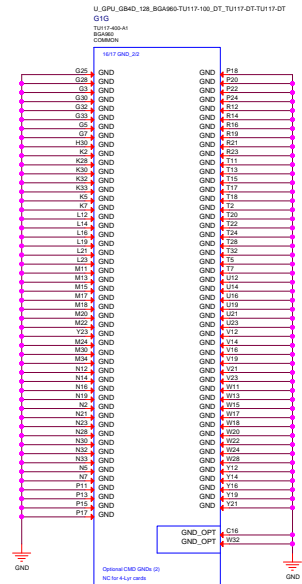 U_GPU_GB4D_128_BGA960-TU117-100_DT_TU117-DT-TU117-DT
G1G
TU117-400-A1
BGA960
COMMON
16/17 GND_2/2
G25 GND GND P18
G28 GND GND P20
G3 GND GND P22
G30 GND GND P24
G32 GND GND R12
G33 GND GND R14
G5 GND GND R16
G7 GND GND R19
H30 GND GND R21
K2 GND GND R23
K28 GND GND T11
K30 GND GND T13
K32 GND GND T15
K33 GND GND T17
K5 GND GND T18
K7 GND GND T2
L12 GND GND T20
L14 GND GND T22
L16 GND GND T24
L19 GND GND T28
L21 GND GND T32
L23 GND GND T5
M11 GND GND T7
M13 GND GND U12
M15 GND GND U14
M17 GND GND U16
M18 GND GND U19
M20 GND GND U21
M22 GND GND U23
Y23 GND GND V12
M24 GND GND V14
M30 GND GND V16
M34 GND GND V19
N12 GND GND V21
N14 GND GND V23
N16 GND GND W11
N19 GND GND W13
N2 GND GND W15
N21 GND GND W17
N23 GND GND W18
N28 GND GND W20
N30 GND GND W22
N32 GND GND W24
N33 GND GND W28
N5 GND GND Y12
N7 GND GND Y14
P11 GND GND Y16
P13 GND GND Y19
P15 GND GND Y21
P17 GND
GND_OPT C16
GND_OPT W32
GND
GND
Optional CMD GNDs (2)
NC for 4-Lyr cards